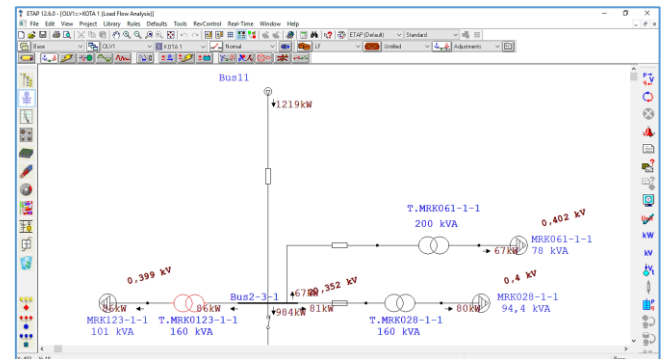 ETAP 12.6.0 - [OLV1=>KOTA 1 (Load Flow Analysis)]
File Edit View Project Library Rules Defaults Tools RevControl Real-Time Window Help
ETAP (Default) Standard
Base OLV1 KOTA 1 Normal LF Untitled Adjustments
Bus11
1219kW
T.MRK061-1-1
200 kVA
0,402 kV
67kW
MRK061-1-1
78 kVA
0,399 kV
0,4 kV
Bus2-3-1
67kW
,352 kV
86kW
86kW
984kW
81kW
80kW
MRK123-1-1
101 kVA
T.MRK0123-1-1
160 kVA
T.MRK028-1-1
160 kVA
MRK028-1-1
94,4 kVA
kW
kV